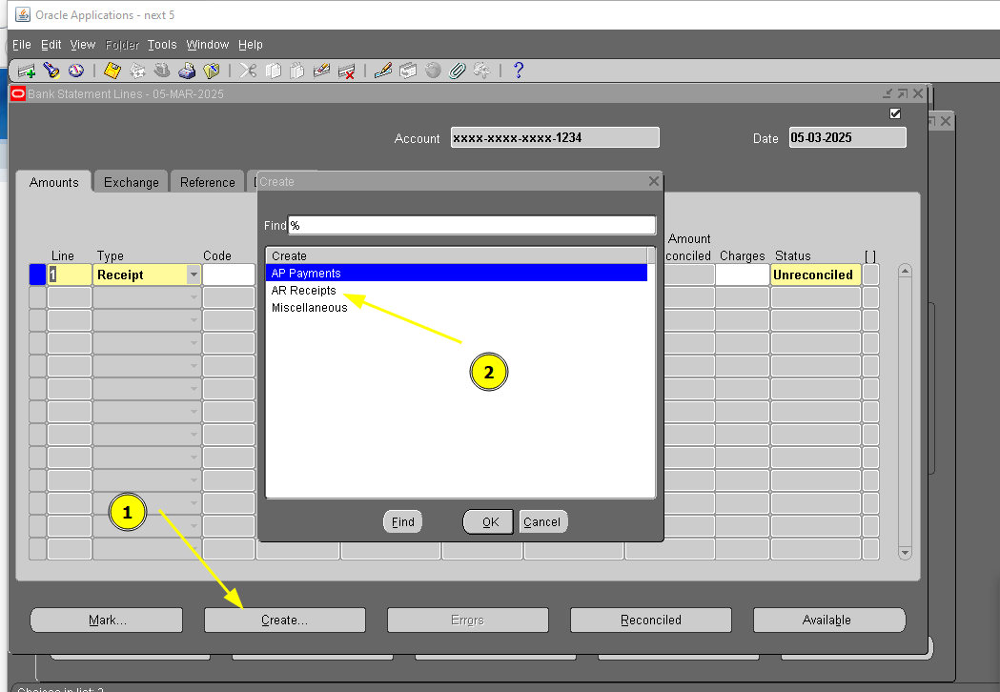 Oracle Applications - next 5
File Edit View Folder Tools Window Help
Bank Statement Lines - 05-MAR-2025
Account xxxx-xxxx-xxxx-1234 Date 05-03-2025
Amounts Exchange Reference
Create
Find %
Create
AP Payments
AR Receipts
Miscellaneous
Find OK Cancel
Amount
Line Type Code conciled Charges Status [ ]
1 Receipt Unreconciled
2
1
Mark... Create... Errors Reconciled Available
Choices in list: 3